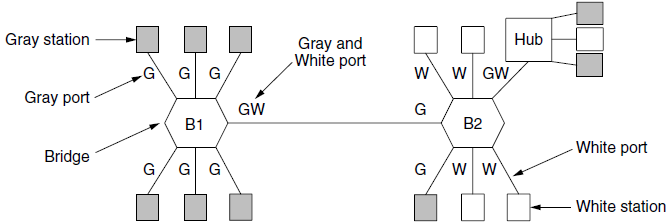 Gray station
Gray and
White port
Hub
G G G
W W GW
Gray port
GW
G
B1
B2
Bridge
White port
G G G
G W W
White station